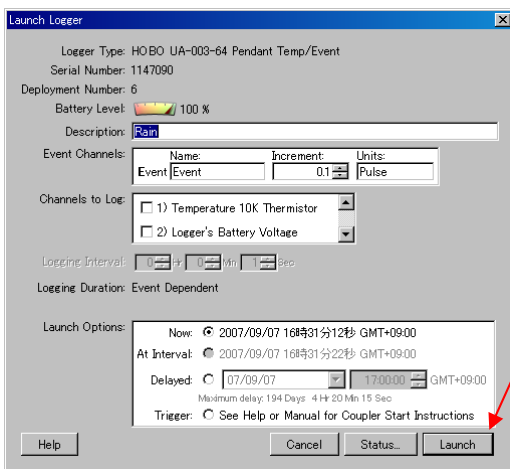 Launch Logger
Logger Type: HOBO UA-003-64 Pendant Temp/Event
Serial Number: 1147090
Deployment Number: 6
Battery Level: 100 %
Description: Rain
Event Channels: Name: Increment: Units:
Event Event 0.1 Pulse
Channels to Log: 1) Temperature 10K Thermistor
2) Logger's Battery Voltage
Logging Interval: 0 Hr 0 Min 1 Sec
Logging Duration: Event Dependent
Launch Options: Now: 2007/09/07 16時31分12秒 GMT+09:00
At Interval: 2007/09/07 16時31分22秒 GMT+09:00
Delayed: 07/09/07 17:00:00 GMT+09:00
Maximum delay: 194 Days 4 Hr 20 Min 15 Sec
Trigger: See Help or Manual for Coupler Start Instructions
Help Cancel Status... Launch